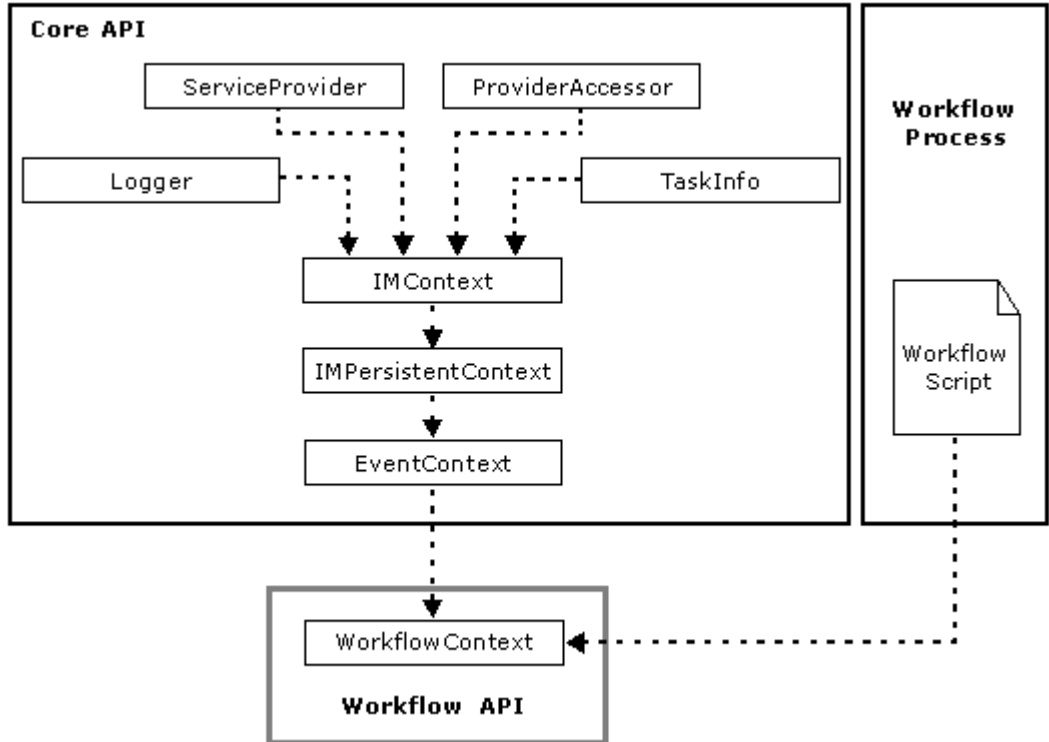 Core API
ServiceProvider
ProviderAccessor
Workflow
Process
Logger
TaskInfo
IMContext
IMPersistentContext
Workflow
Script
EventContext
WorkflowContext
Workflow API